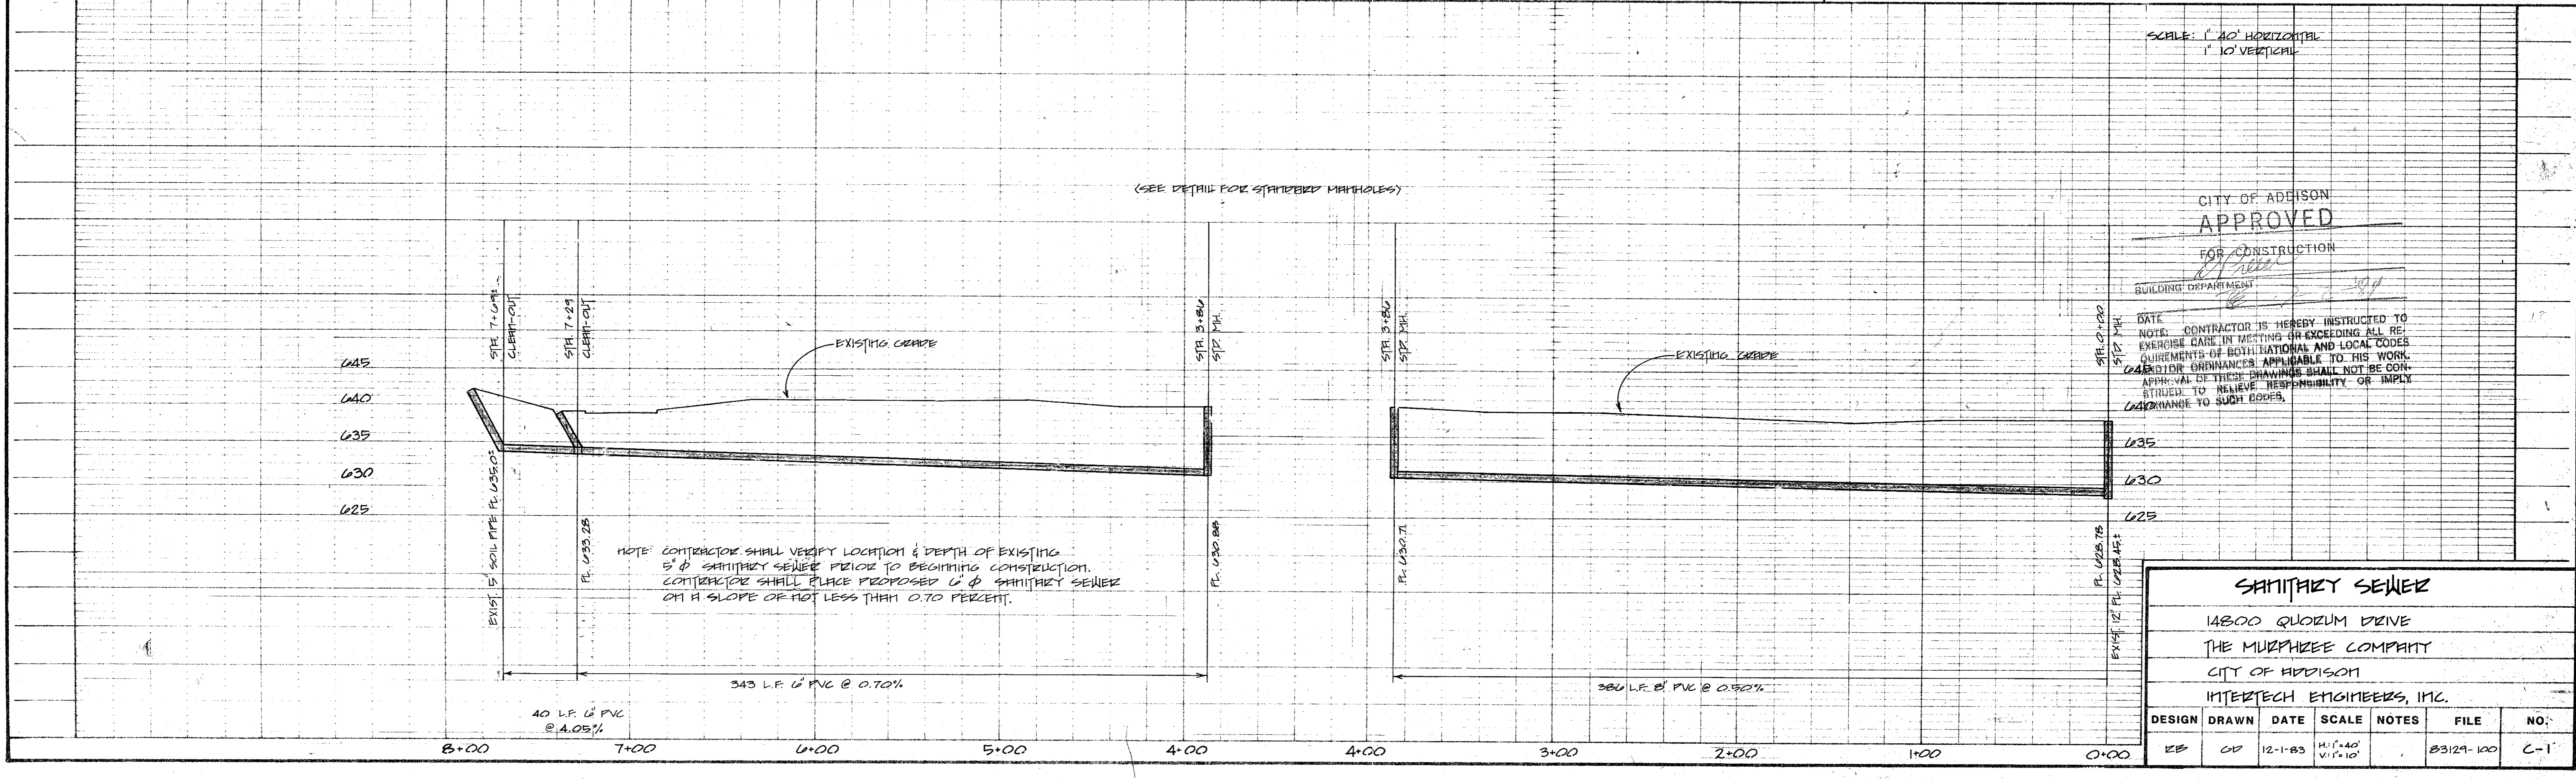 SCALE: 1" 40' HORIZONTAL
1" 10' VERTICAL
(SEE DETAIL FOR STANDARD MANHOLES)
CITY OF ADDISON
APPROVED
FOR CONSTRUCTION
BUILDING DEPARTMENT
DATE
NOTE: CONTRACTOR IS HEREBY INSTRUCTED TO
EXERCISE CARE IN MEETING OR EXCEEDING ALL RE-
QUIREMENTS OF BOTH NATIONAL AND LOCAL CODES
AND/OR ORDINANCES APPLICABLE TO HIS WORK.
APPROVAL OF THESE DRAWINGS SHALL NOT BE CON-
STRUED TO RELIEVE RESPONSIBILITY OR IMPLY
VARIANCE TO SUCH CODES.
STA. 7+69±
CLEAN-OUT
STA. 7+29
CLEAN-OUT
EXISTING GRADE
STA. 3+86
STD. MH.
STA. 3+86
STD. MH.
EXISTING GRADE
STA. 0+00
STD. MH.
645
640
635
630
625
645
640
635
630
625
EXIST. 5" SOIL PIPE FL. 635.0±
FL. 633.28
FL. 630.88
FL. 630.71
FL. 628.78
EXIST. 12" FL. 628.45±
NOTE: CONTRACTOR SHALL VERIFY LOCATION & DEPTH OF EXISTING
5" Φ SANITARY SEWER PRIOR TO BEGINNING CONSTRUCTION.
CONTRACTOR SHALL PLACE PROPOSED 6" Φ SANITARY SEWER
ON A SLOPE OF NOT LESS THAN 0.70 PERCENT.
343 L.F. 6" PVC @ 0.70%
386 L.F. 8" PVC @ 0.50%
40 L.F. 6" PVC
@ 4.05%
8+00 7+00 6+00 5+00 4+00 4+00 3+00 2+00 1+00 0+00
SANITARY SEWER
14800 QUORUM DRIVE
THE MURPHREE COMPANY
CITY OF ADDISON
INTERTECH ENGINEERS, INC.
DESIGN DRAWN DATE SCALE NOTES FILE NO.
RB GD 12-1-83 H: 1"=40' V: 1"=10' 83129-100 C-1